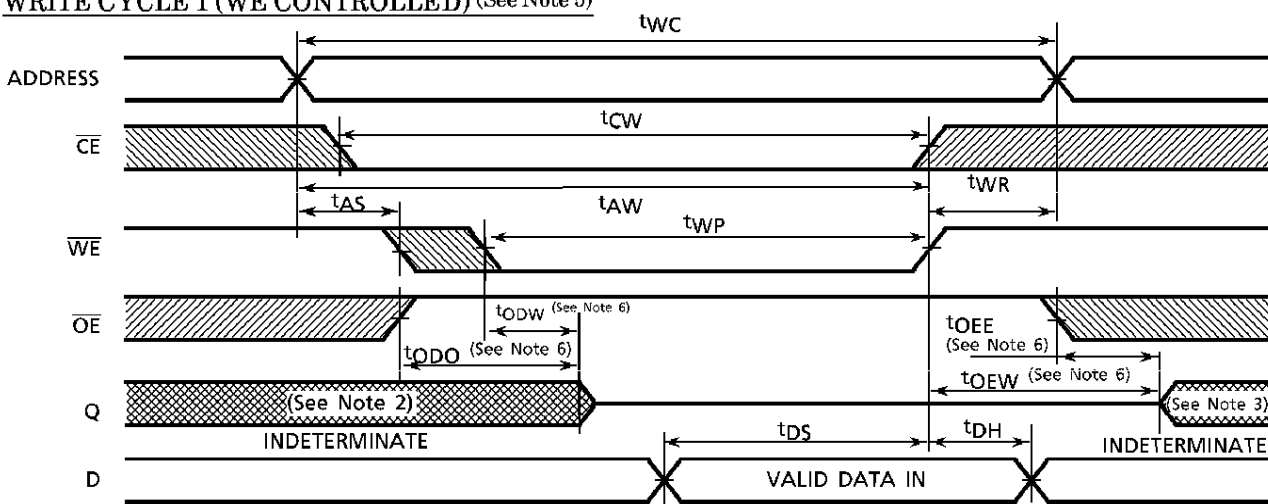 WRITE CYCLE 1 (WE CONTROLLED) (See Note 5)
tWC
ADDRESS
tCW
CE
tWR
tAS
tAW
tWP
WE
tODW (See Note 6)
OE
tOEE
(See Note 6)
tODO (See Note 6)
tOEW (See Note 6)
Q
(See Note 2)
(See Note 3)
INDETERMINATE
INDETERMINATE
tDS
tDH
D
VALID DATA IN